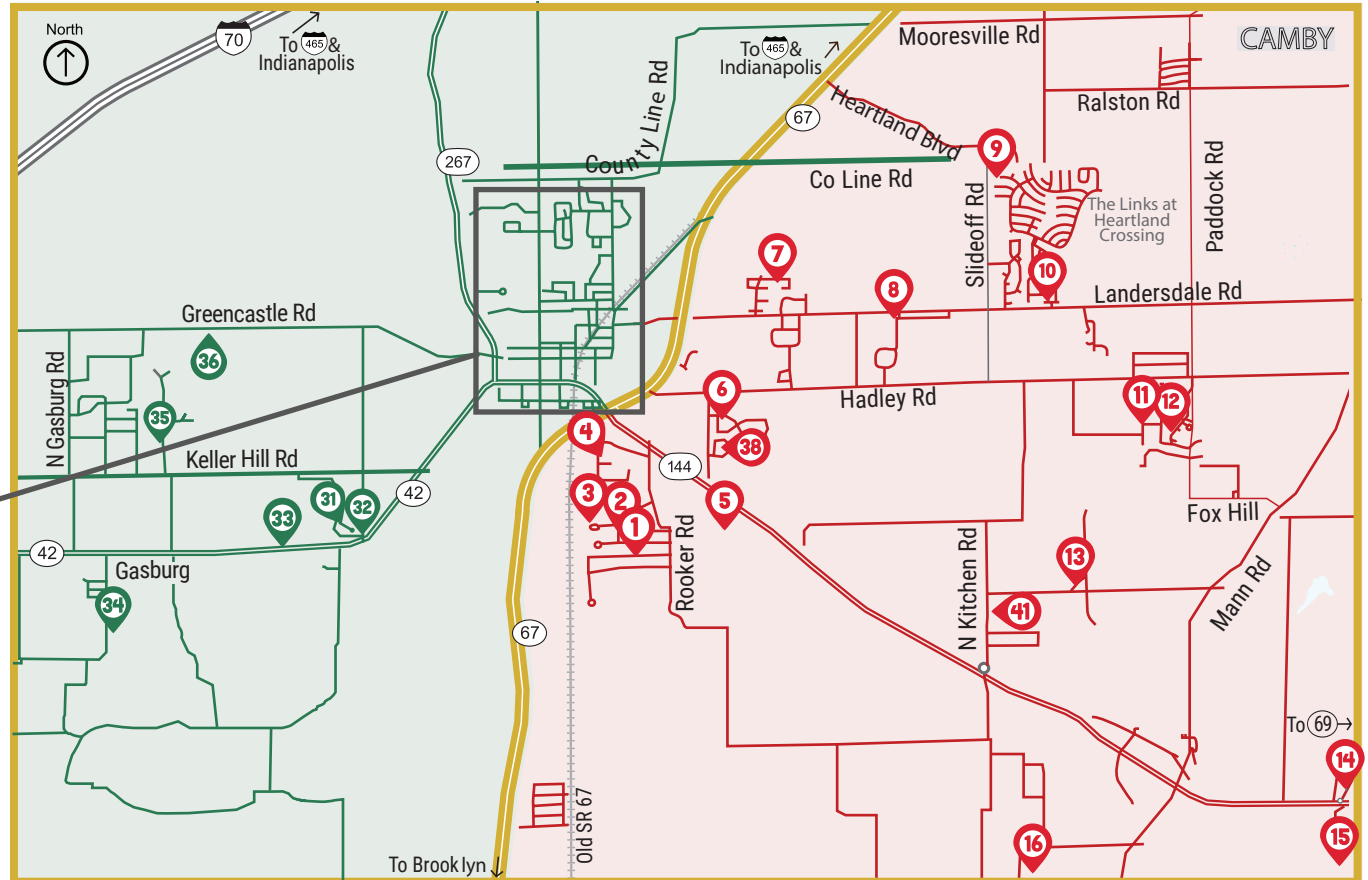 North
70
To 465 &
Indianapolis
267
County Line Rd
To 465 &
Indianapolis
67
Mooresville Rd
CAMBY
Ralston Rd
Heartland Blvd
Co Line Rd
9
Slideoff Rd
Paddock Rd
The Links at
Heartland
Crossing
7
8
10
Landersdale Rd
Greencastle Rd
36
N Gasburg Rd
35
Keller Hill Rd
42
33
31
32
42
Gasburg
34
6
Hadley Rd
38
11
12
4
144
3
2
1
5
Rooker Rd
Fox Hill
Mann Rd
N Kitchen Rd
13
41
67
To 69
14
15
16
Old SR 67
To Brooklyn